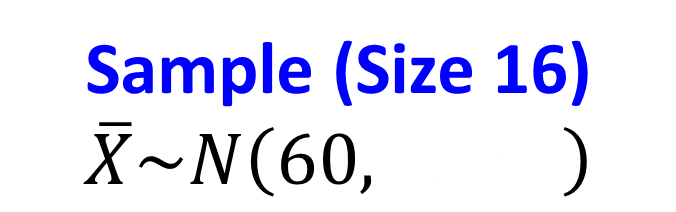 Sample (Size 16)
X̅~N(60, )